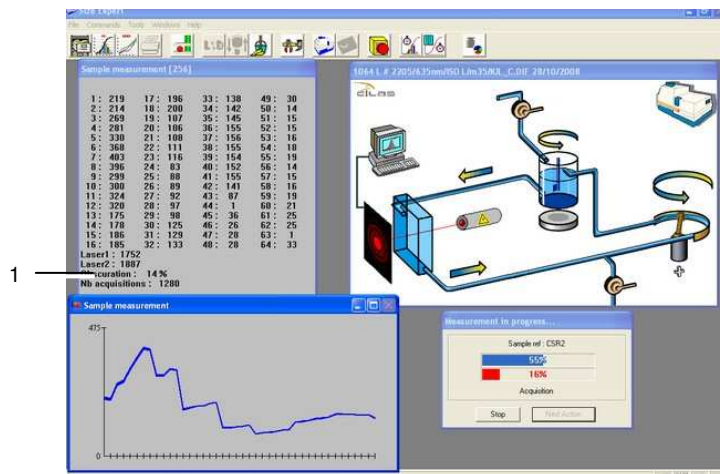 Size Expert
File Commands Tools Windows Help
Sample measurement [256]
1 : 219 17 : 196 33 : 138 49 : 30
2 : 214 18 : 200 34 : 142 50 : 14
3 : 269 19 : 107 35 : 145 51 : 15
4 : 281 20 : 106 36 : 155 52 : 15
5 : 330 21 : 108 37 : 156 53 : 16
6 : 368 22 : 111 38 : 155 54 : 18
7 : 403 23 : 116 39 : 154 55 : 19
8 : 396 24 : 83 40 : 152 56 : 14
9 : 299 25 : 88 41 : 155 57 : 15
10 : 300 26 : 89 42 : 141 58 : 16
11 : 324 27 : 92 43 : 87 59 : 19
12 : 320 28 : 97 44 : 1 60 : 21
13 : 175 29 : 98 45 : 36 61 : 25
14 : 178 30 : 125 46 : 26 62 : 25
15 : 186 31 : 129 47 : 28 63 : 1
16 : 185 32 : 133 48 : 28 64 : 33
Laser1 : 1752
Laser2 : 1887
Obscuration : 14 %
Nb acquisitions : 1280
1
1064 L # 2205/635nm/ISO L/m35/KJL_C.DIF 28/10/2008
CILAS
Sample measurement
475
0
Measurement in progress...
Sample ref : CSR2
55%
16%
Acquisition
Stop
Next Action